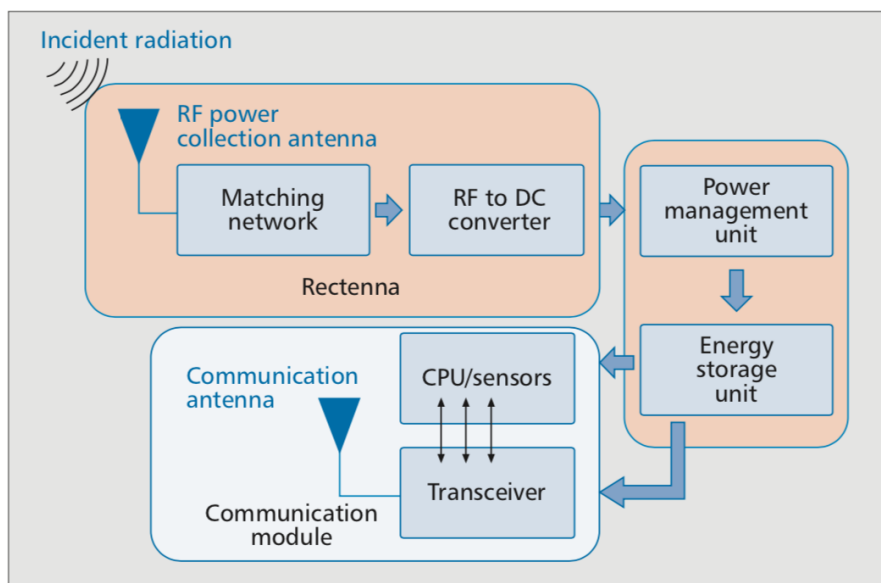 Incident radiation
RF power
collection antenna
Matching
network
RF to DC
converter
Rectenna
Power
management
unit
Energy
storage
unit
CPU/sensors
Communication
antenna
Transceiver
Communication
module